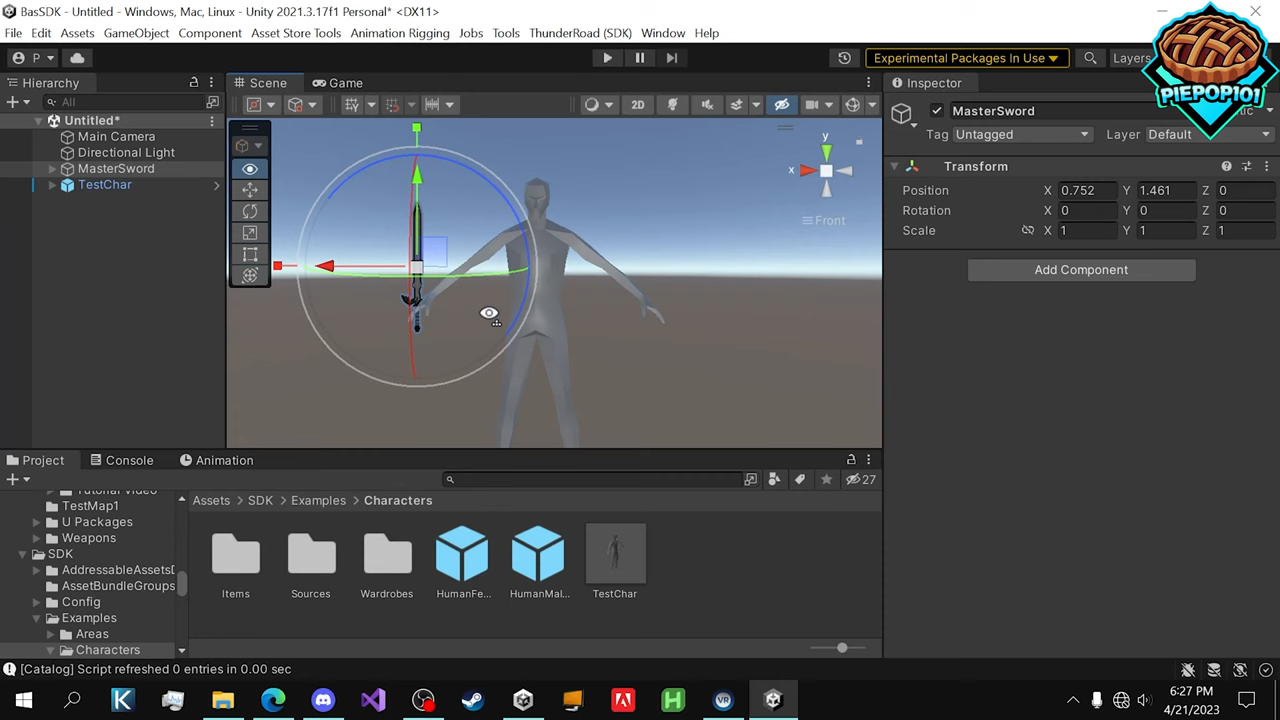 BasSDK - Untitled - Windows, Mac, Linux - Unity 2021.3.17f1 Personal* <DX11>
File Edit Assets GameObject Component Asset Store Tools Animation Rigging Jobs Tools ThunderRoad (SDK) Window Help
P Experimental Packages In Use Layers
PIEPOP101
Hierarchy Scene Game Inspector
All 2D
Untitled*
Main Camera
Directional Light
MasterSword
TestChar
y
x
Front
MasterSword
Tag Untagged Layer Default
Transform
Position X 0.752 Y 1.461 Z 0
Rotation X 0 Y 0 Z 0
Scale X 1 Y 1 Z 1
Add Component
Project Console Animation
27
Tutorial Video
TestMap1
U Packages
Weapons
SDK
AddressableAssetsD
AssetBundleGroups
Config
Examples
Areas
Characters
Assets SDK Examples Characters
Items Sources Wardrobes HumanFe... HumanMal... TestChar
[Catalog] Script refreshed 0 entries in 0.00 sec
6:27 PM
4/21/2023